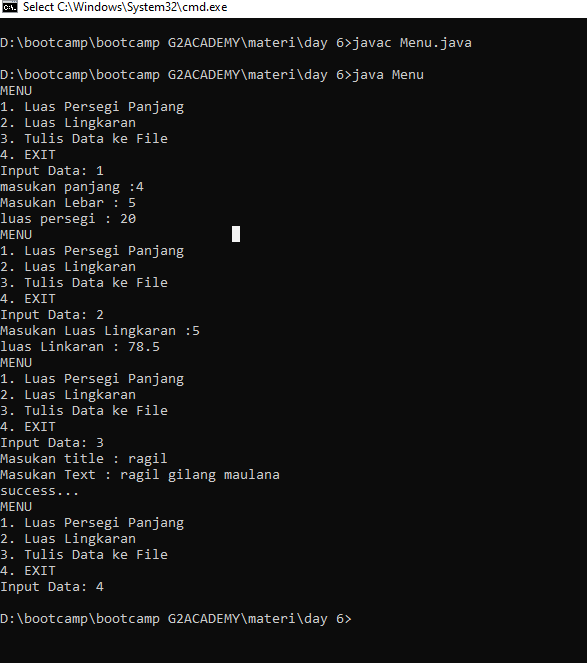 Select C:\Windows\System32\cmd.exe
D:\bootcamp\bootcamp G2ACADEMY\materi\day 6>javac Menu.java
D:\bootcamp\bootcamp G2ACADEMY\materi\day 6>java Menu
MENU
1. Luas Persegi Panjang
2. Luas Lingkaran
3. Tulis Data ke File
4. EXIT
Input Data: 1
masukan panjang :4
Masukan Lebar : 5
luas persegi : 20
MENU
1. Luas Persegi Panjang
2. Luas Lingkaran
3. Tulis Data ke File
4. EXIT
Input Data: 2
Masukan Luas Lingkaran :5
luas Linkaran : 78.5
MENU
1. Luas Persegi Panjang
2. Luas Lingkaran
3. Tulis Data ke File
4. EXIT
Input Data: 3
Masukan title : ragil
Masukan Text : ragil gilang maulana
success...
MENU
1. Luas Persegi Panjang
2. Luas Lingkaran
3. Tulis Data ke File
4. EXIT
Input Data: 4
D:\bootcamp\bootcamp G2ACADEMY\materi\day 6>